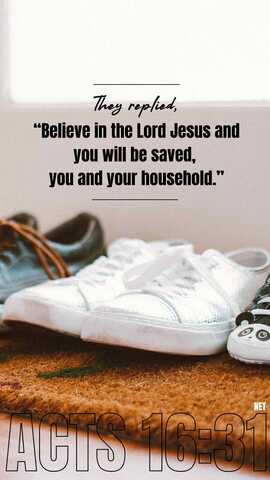 They replied,
“Believe in the Lord Jesus and
you will be saved,
you and your household.”
NET
ACTS 16:31